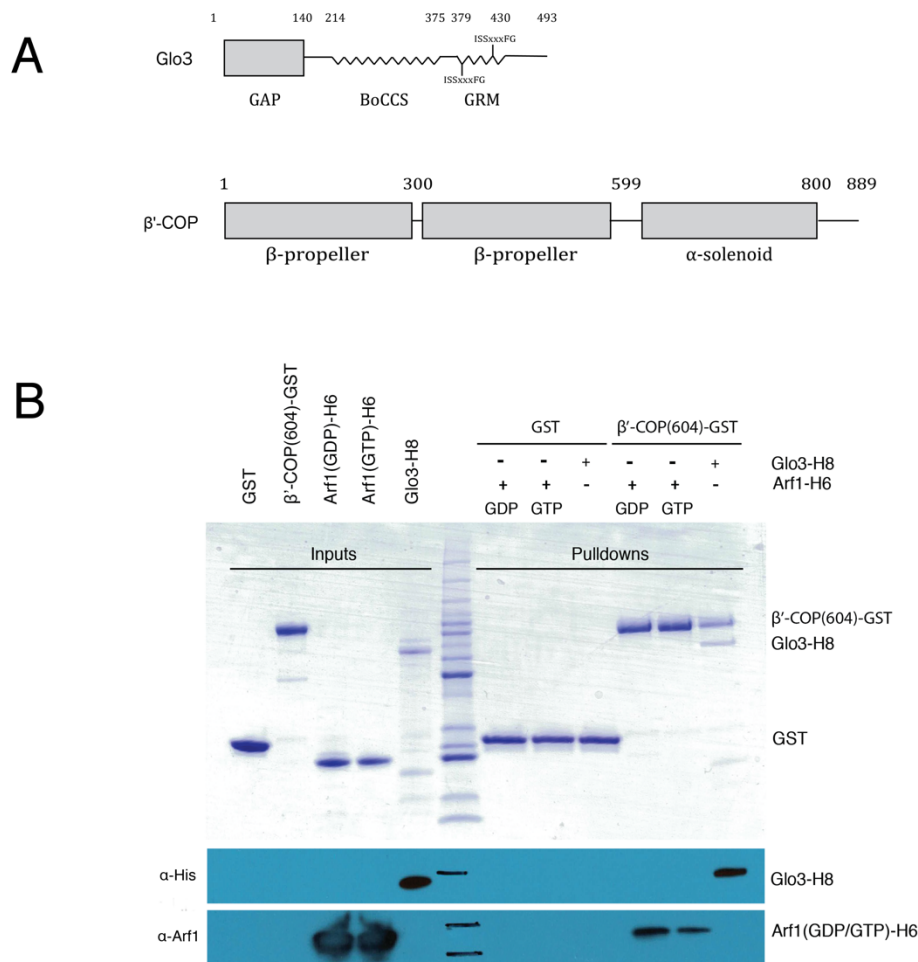 A
1 140 214 375 379 430 493
ISSxxxFG
Glo3
ISSxxxFG
GAP BoCCS GRM
1 300 599 800 889
β'-COP
β-propeller β-propeller α-solenoid
B
GST
β'-COP(604)-GST
Arf1(GDP)-H6
Arf1(GTP)-H6
Glo3-H8
GST β'-COP(604)-GST
- - + - - + Glo3-H8
+ + - + + - Arf1-H6
GDP GTP GDP GTP
Inputs Pulldowns
β'-COP(604)-GST
Glo3-H8
GST
α-His Glo3-H8
α-Arf1 Arf1(GDP/GTP)-H6